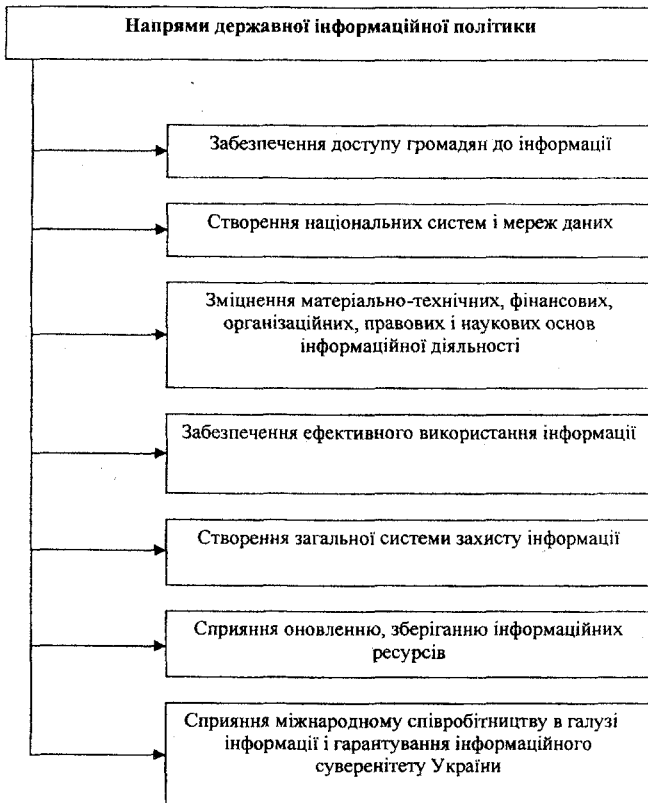 Напрями державної інформаційної політики
Забезпечення доступу громадян до інформації
Створення національних систем і мереж даних
Зміцнення матеріально-технічних, фінансових,
організаційних, правових і наукових основ
інформаційної діяльності
Забезпечення ефективного використання інформації
Створення загальної системи захисту інформації
Сприяння оновленню, зберіганню інформаційних
ресурсів
Сприяння міжнародному співробітництву в галузі
інформації і гарантування інформаційного
суверенітету України